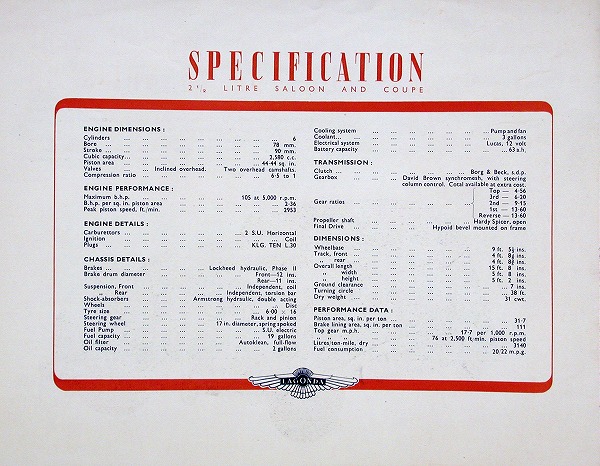 SPECIFICATION
2½ LITRE SALOON AND COUPE
ENGINE DIMENSIONS :
Cylinders ... 6
Bore ... 78 mm.
Stroke ... 90 mm.
Cubic capacity... 2,580 c.c.
Piston area ... 44·44 sq. in.
Valves ... Inclined overhead. Two overhead camshafts.
Compression ratio ... 6·5 to 1
ENGINE PERFORMANCE :
Maximum b.h.p. ... 105 at 5,000 r.p.m.
B.h.p. per sq. in. piston area ... 2·36
Peak piston speed, ft./min. ... 2953
ENGINE DETAILS :
Carburettors ... 2 S.U. Horizontal
Ignition ... Coil
Plugs ... K.L.G. TEN L.30
CHASSIS DETAILS :
Brakes ... Lockheed hydraulic, Phase II
Brake drum diameter ... Front—12 ins.
Rear—11 ins.
Suspension, Front ... Independent, coil
Rear ... Independent, torsion bar
Shock-absorbers ... Armstrong hydraulic, double acting
Wheels ... Disc
Tyre size ... 6·00 × 16
Steering gear ... Rack and pinion
Steering wheel ... 17 in. diameter, spring spoked
Fuel Pump ... S.U. electric
Fuel capacity ... 19 gallons
Oil filter ... Autoklean, full-flow
Oil capacity ... 2 gallons
Cooling system ... Pump and fan
Coolant... 3 gallons
Electrical system ... Lucas, 12 volt
Battery capacity ... 63 a.h.
TRANSMISSION :
Clutch ... Borg & Beck, s.d.p.
Gearbox ... David Brown synchromesh, with steering
column control. Cotal available at extra cost.
Top — 4·56
3rd — 6·20
Gear ratios ... 2nd — 9·15
1st — 13·60
Reverse — 13·60
Propeller shaft ... Hardy Spicer, open
Final Drive ... Hypoid bevel mounted on frame
DIMENSIONS :
Wheelbase ... 9 ft. 5½ ins.
Track, front ... 4 ft. 8⅝ ins.
,, rear ... 4 ft. 8⅝ ins.
Overall length ... 15 ft. 8 ins.
,, width ... 5 ft. 8 ins.
,, height ... 5 ft. 2 ins.
Ground clearance ... 7 ins.
Turning circle ... 38 ft.
Dry weight ... 31 cwt.
PERFORMANCE DATA :
Piston area, sq. in. per ton ... 31·7
Brake lining area, sq. in. per ton ... 111
Top gear m.p.h. ... 17·7 per 1,000 r.p.m.
,, ,, ... 76 at 2,500 ft/min. piston speed
Litres/ton-mile, dry ... 3140
Fuel consumption ... 20/22 m.p.g.
LAGONDA